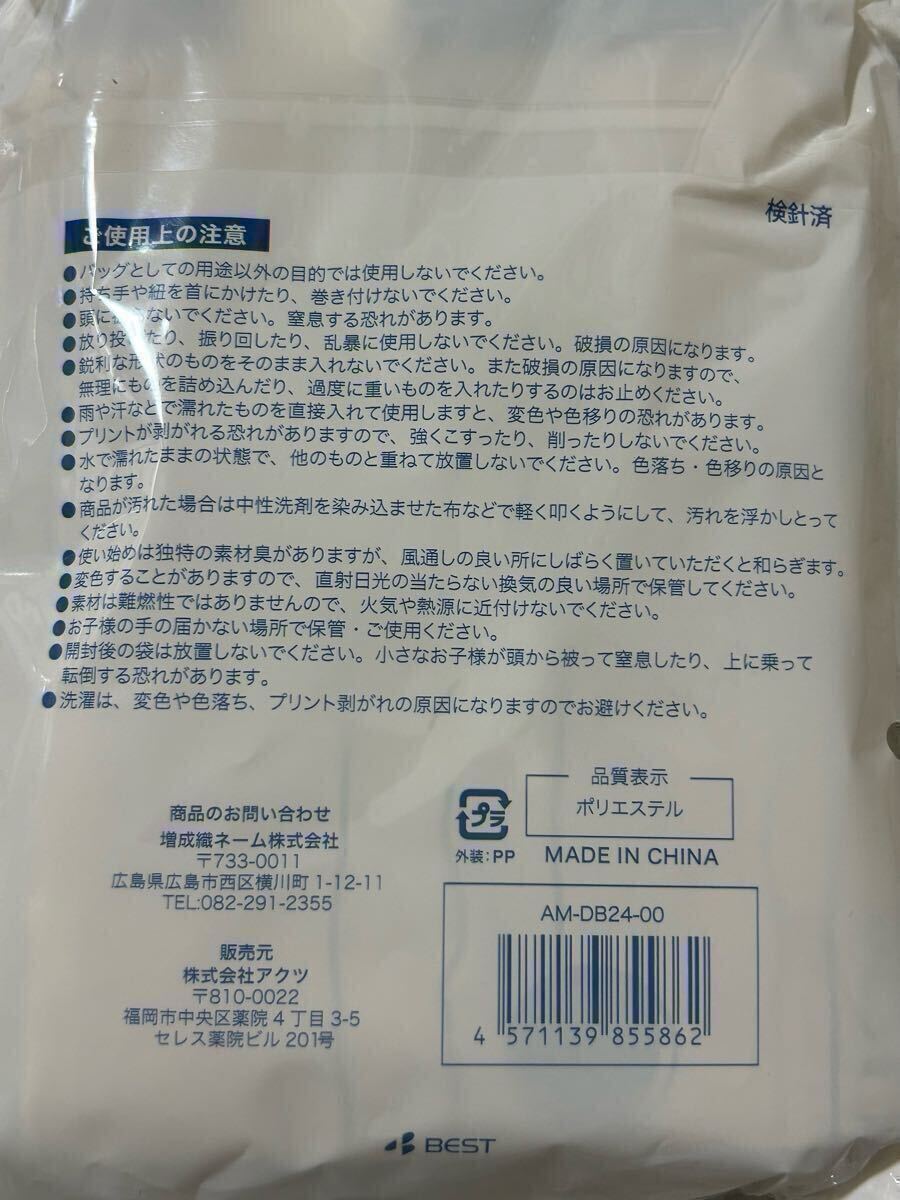 検針済
ご使用上の注意
●バッグとしての用途以外の目的では使用しないでください。
●持ち手や紐を首にかけたり、巻き付けないでください。
●頭に被らないでください。窒息する恐れがあります。
●放り投げたり、振り回したり、乱暴に使用しないでください。破損の原因になります。
●鋭利な形状のものをそのまま入れないでください。また破損の原因になりますので、
無理にものを詰め込んだり、過度に重いものを入れたりするのはお止めください。
●雨や汗などで濡れたものを直接入れて使用しますと、変色や色移りの恐れがあります。
●プリントが剥がれる恐れがありますので、強くこすったり、削ったりしないでください。
●水で濡れたままの状態で、他のものと重ねて放置しないでください。色落ち・色移りの原因と
なります。
●商品が汚れた場合は中性洗剤を染み込ませた布などで軽く叩くようにして、汚れを浮かしとって
ください。
●使い始めは独特の素材臭がありますが、風通しの良い所にしばらく置いていただくと和らぎます。
●変色することがありますので、直射日光の当たらない換気の良い場所で保管してください。
●素材は難燃性ではありませんので、火気や熱源に近付けないでください。
●お子様の手の届かない場所で保管・ご使用ください。
●開封後の袋は放置しないでください。小さなお子様が頭から被って窒息したり、上に乗って
転倒する恐れがあります。
●洗濯は、変色や色落ち、プリント剥がれの原因になりますのでお避けください。
商品のお問い合わせ
増成織ネーム株式会社
〒733-0011
広島県広島市西区横川町1-12-11
TEL:082-291-2355
販売元
株式会社アクツ
〒810-0022
福岡市中央区薬院4丁目3-5
セレス薬院ビル201号
プラ
外装:PP
品質表示
ポリエステル
MADE IN CHINA
AM-DB24-00
4 571139 855862
BEST